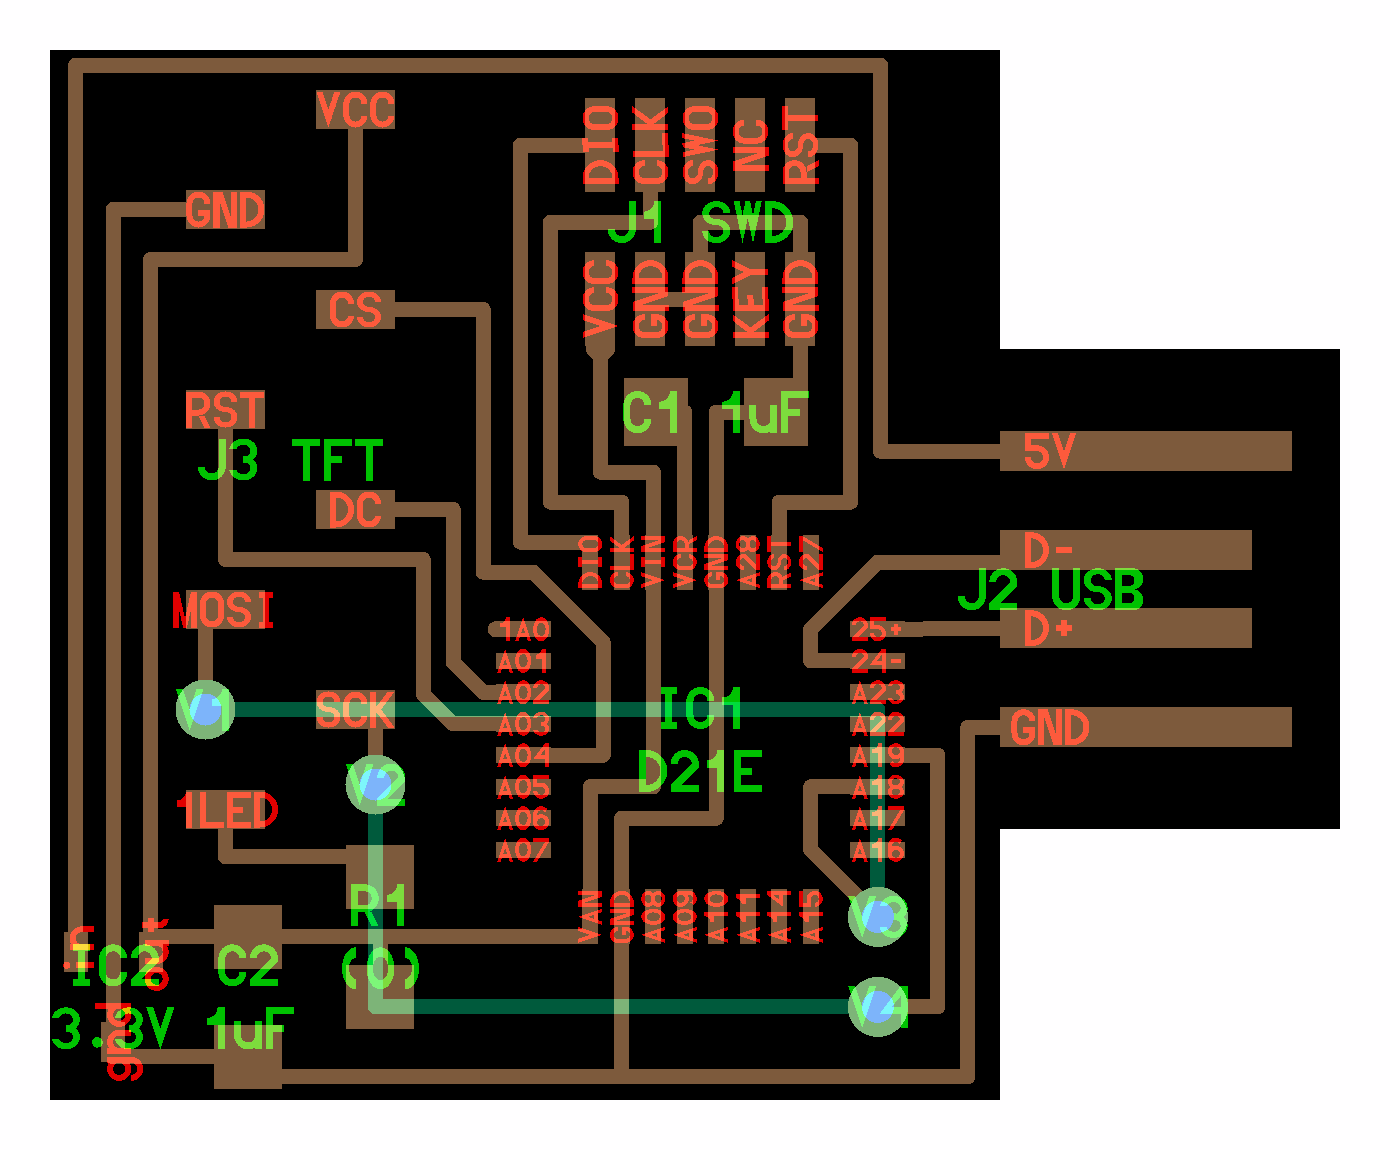 VCC
GND
CS
RST
J3 TFT
DC
MOSI
V1
SCK
V2
1LED
R1
(0)
in
out
IC2
gnd
3.3V
C2
1uF
DIO
CLK
SWO
NC
RST
J1 SWD
VCC
GND
GND
KEY
GND
C1 1uF
DIO
CLK
VIN
VCR
GND
A28
RST
A27
1A0
A01
A02
A03
A04
A05
A06
A07
IC1
D21E
25+
24-
A23
A22
A19
A18
A17
A16
VAN
GND
A08
A09
A10
A11
A14
A15
V3
V4
5V
D-
J2 USB
D+
GND